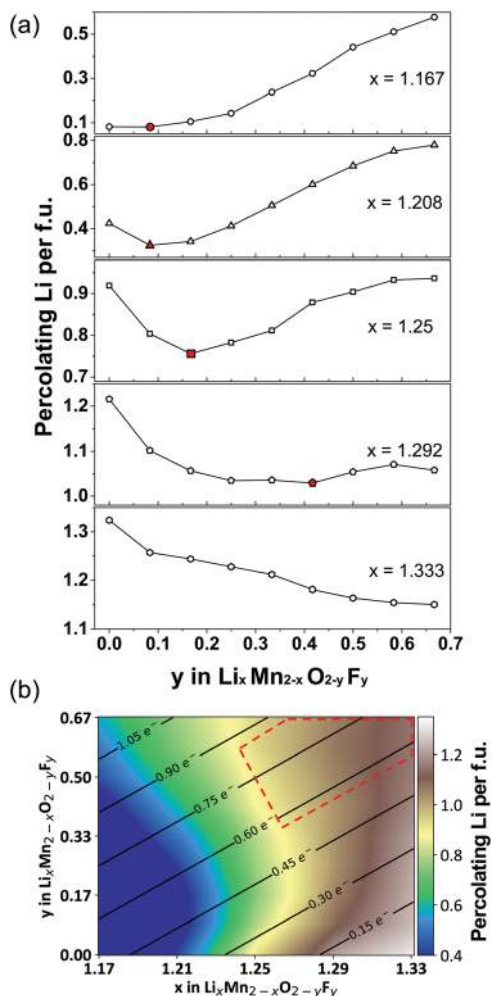 (a)
Percolating Li per f.u.
0.5
0.3
0.1
x = 1.167
0.8
0.6
0.4
x = 1.208
0.9
0.8
0.7
x = 1.25
1.2
1.1
1.0
x = 1.292
1.3
1.2
1.1
x = 1.333
0.0 0.1 0.2 0.3 0.4 0.5 0.6 0.7
y in LiₓMn₂₋ₓO₂₋yFy
(b)
y in LiₓMn₂₋ₓO₂₋yFy
0.67
0.50
0.33
0.17
0.00
1.05 e⁻
0.90 e⁻
0.75 e⁻
0.60 e⁻
0.45 e⁻
0.30 e⁻
0.15 e⁻
1.17 1.21 1.25 1.29 1.33
x in LiₓMn₂₋ₓO₂₋yFy
1.2
1.0
0.8
0.6
0.4
Percolating Li per f.u.